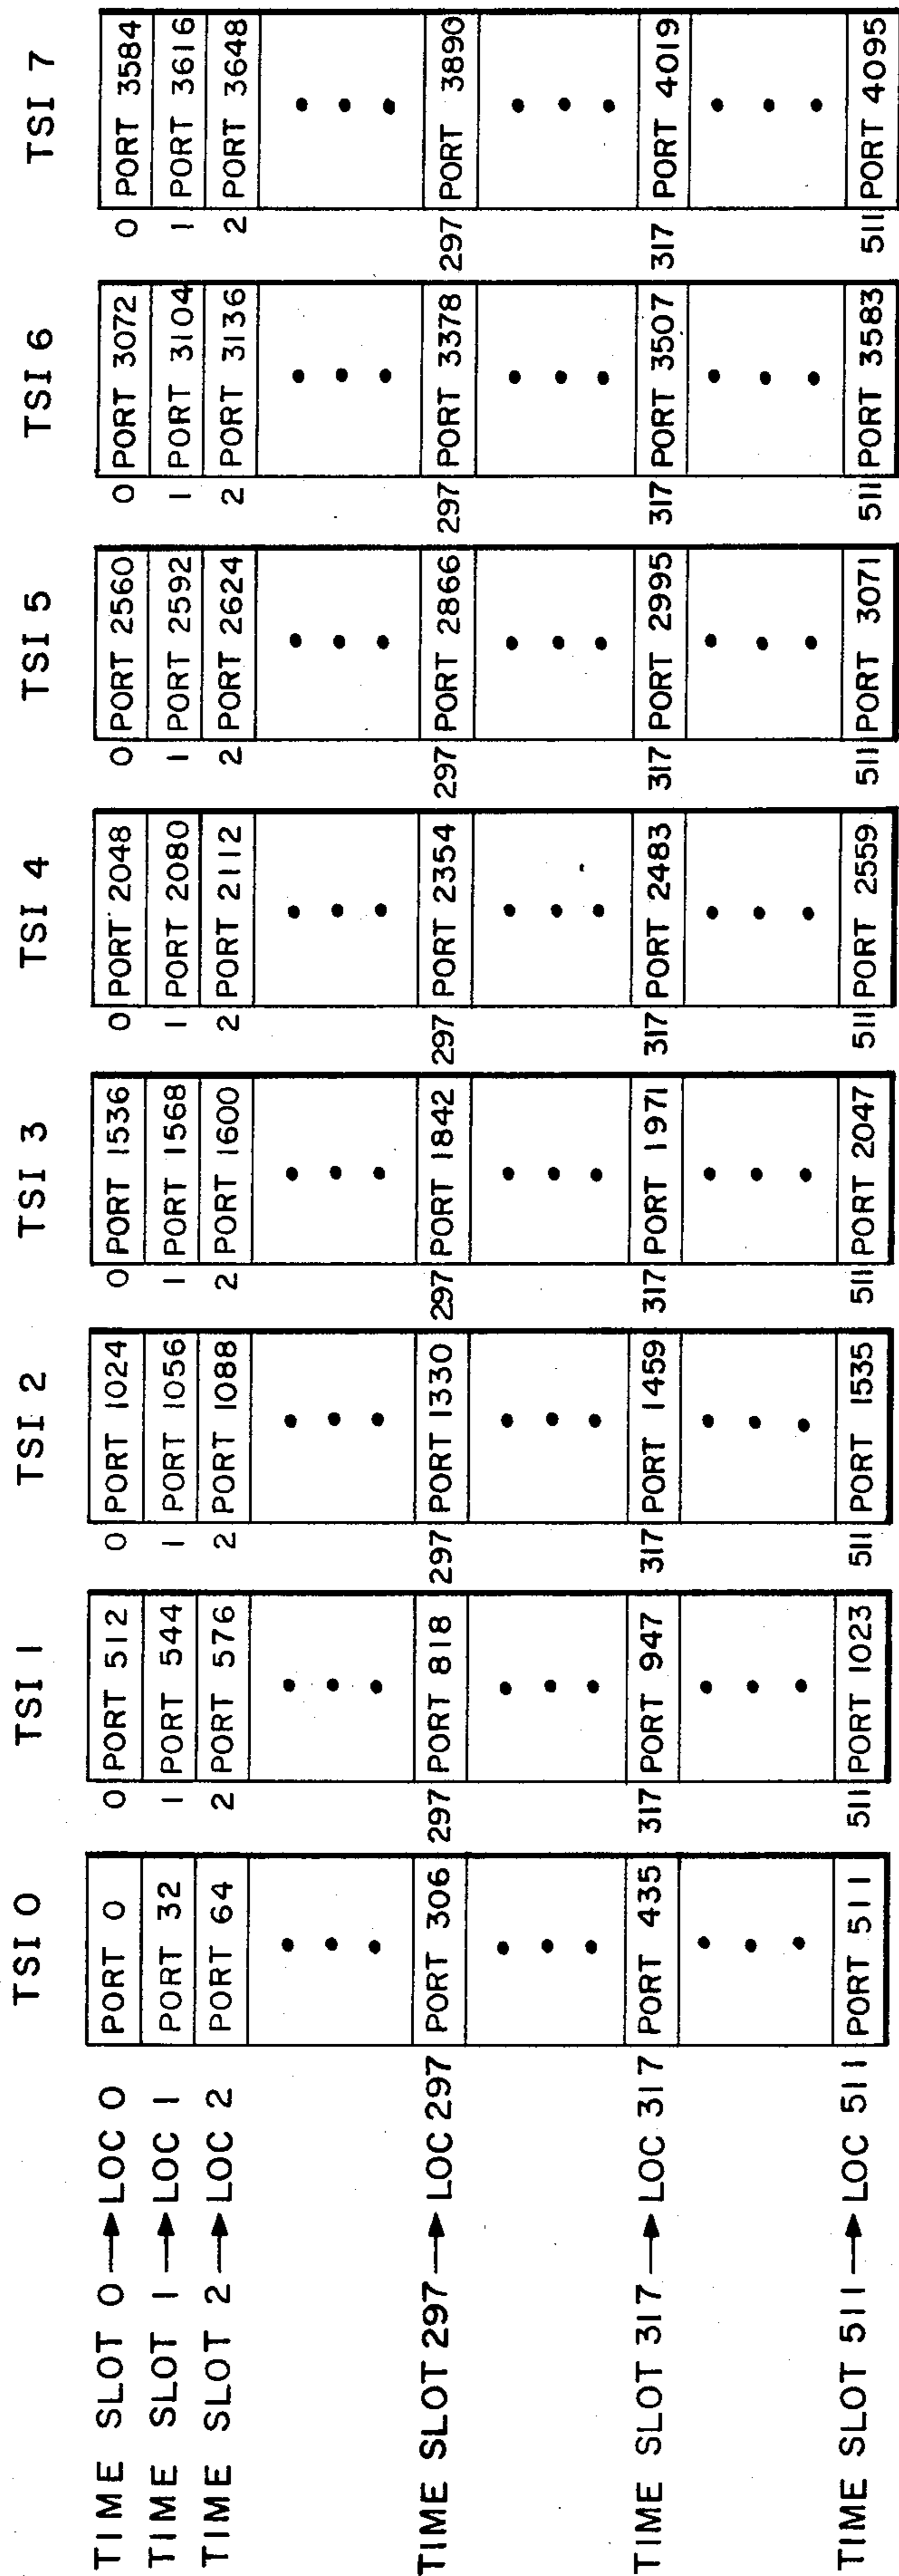 TSI 0 TSI 1 TSI 2 TSI 3 TSI 4 TSI 5 TSI 6 TSI 7
TIME SLOT 0 LOC 0 PORT 0 0 PORT 512 0 PORT 1024 0 PORT 1536 0 PORT 2048 0 PORT 2560 0 PORT 3072 0 PORT 3584
TIME SLOT 1 LOC 1 PORT 32 1 PORT 544 1 PORT 1056 1 PORT 1568 1 PORT 2080 1 PORT 2592 1 PORT 3104 1 PORT 3616
TIME SLOT 2 LOC 2 PORT 64 2 PORT 576 2 PORT 1088 2 PORT 1600 2 PORT 2112 2 PORT 2624 2 PORT 3136 2 PORT 3648
TIME SLOT 297 LOC 297 PORT 306 297 PORT 818 297 PORT 1330 297 PORT 1842 297 PORT 2354 297 PORT 2866 297 PORT 3378 297 PORT 3890
TIME SLOT 317 LOC 317 PORT 435 317 PORT 947 317 PORT 1459 317 PORT 1971 317 PORT 2483 317 PORT 2995 317 PORT 3507 317 PORT 4019
TIME SLOT 511 LOC 511 PORT 511 511 PORT 1023 511 PORT 1535 511 PORT 2047 511 PORT 2559 511 PORT 3071 511 PORT 3583 511 PORT 4095